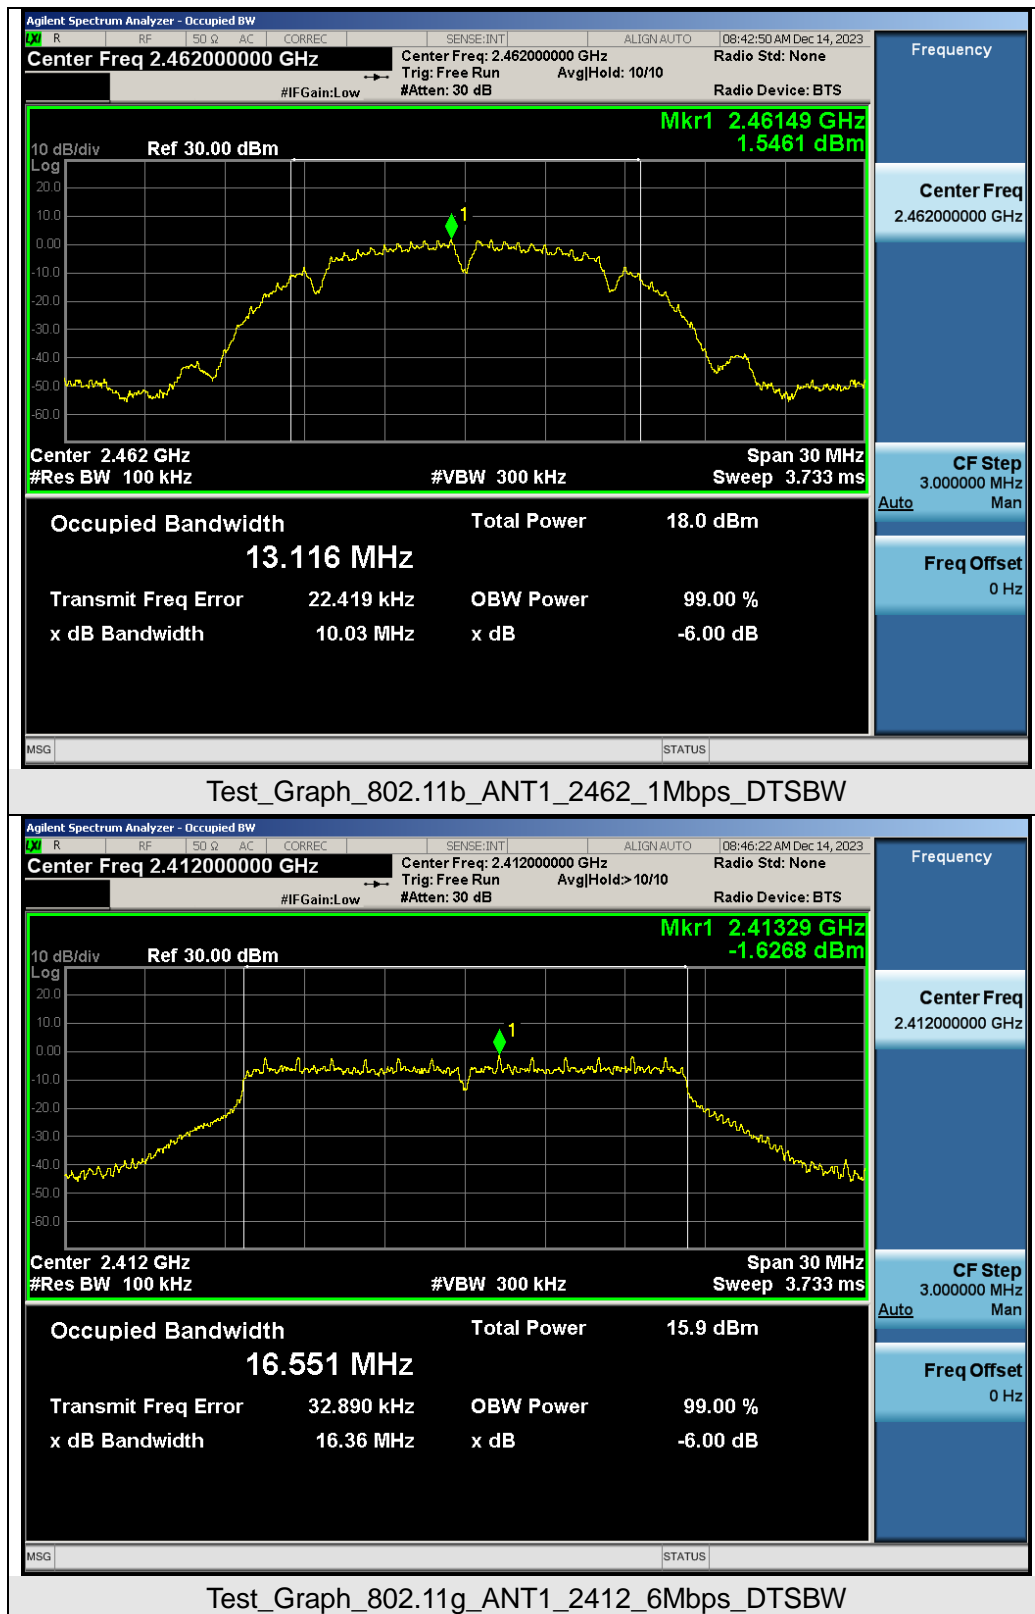 Agilent Spectrum Analyzer - Occupied BW
LXI R RF 50 Ω AC CORREC SENSE:INT ALIGN AUTO 08:42:50 AM Dec 14, 2023
Center Freq 2.462000000 GHz Center Freq: 2.462000000 GHz Radio Std: None Frequency
Trig: Free Run Avg|Hold: 10/10
#IFGain:Low #Atten: 30 dB Radio Device: BTS
Mkr1 2.46149 GHz
10 dB/div Ref 30.00 dBm 1.5461 dBm
Log
20.0
10.0
0.00
-10.0
-20.0
-30.0
-40.0
-50.0
-60.0
1
Center Freq
2.462000000 GHz
Center 2.462 GHz Span 30 MHz
#Res BW 100 kHz #VBW 300 kHz Sweep 3.733 ms
CF Step
3.000000 MHz
Auto Man
Occupied Bandwidth Total Power 18.0 dBm
13.116 MHz
Freq Offset
0 Hz
Transmit Freq Error 22.419 kHz OBW Power 99.00 %
x dB Bandwidth 10.03 MHz x dB -6.00 dB
MSG STATUS
Test_Graph_802.11b_ANT1_2462_1Mbps_DTSBW
Agilent Spectrum Analyzer - Occupied BW
LXI R RF 50 Ω AC CORREC SENSE:INT ALIGN AUTO 08:46:22 AM Dec 14, 2023
Center Freq 2.412000000 GHz Center Freq: 2.412000000 GHz Radio Std: None Frequency
Trig: Free Run Avg|Hold:>10/10
#IFGain:Low #Atten: 30 dB Radio Device: BTS
Mkr1 2.41329 GHz
10 dB/div Ref 30.00 dBm -1.6268 dBm
Log
20.0
10.0
0.00
-10.0
-20.0
-30.0
-40.0
-50.0
-60.0
1
Center Freq
2.412000000 GHz
Center 2.412 GHz Span 30 MHz
#Res BW 100 kHz #VBW 300 kHz Sweep 3.733 ms
CF Step
3.000000 MHz
Auto Man
Occupied Bandwidth Total Power 15.9 dBm
16.551 MHz
Freq Offset
0 Hz
Transmit Freq Error 32.890 kHz OBW Power 99.00 %
x dB Bandwidth 16.36 MHz x dB -6.00 dB
MSG STATUS
Test_Graph_802.11g_ANT1_2412_6Mbps_DTSBW